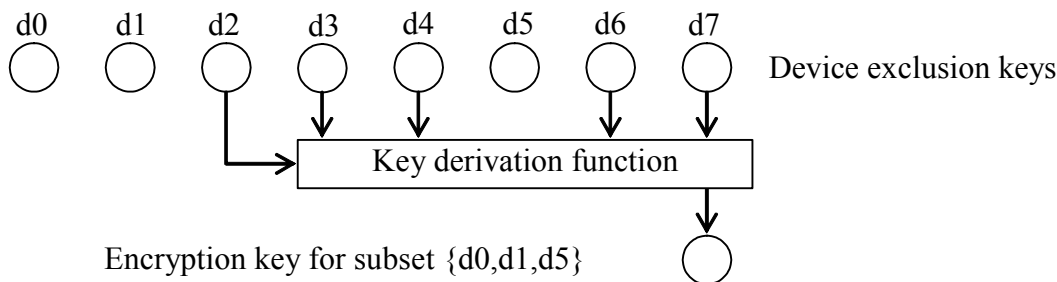 d0 d1 d2 d3 d4 d5 d6 d7
Device exclusion keys
Key derivation function
Encryption key for subset {d0,d1,d5}